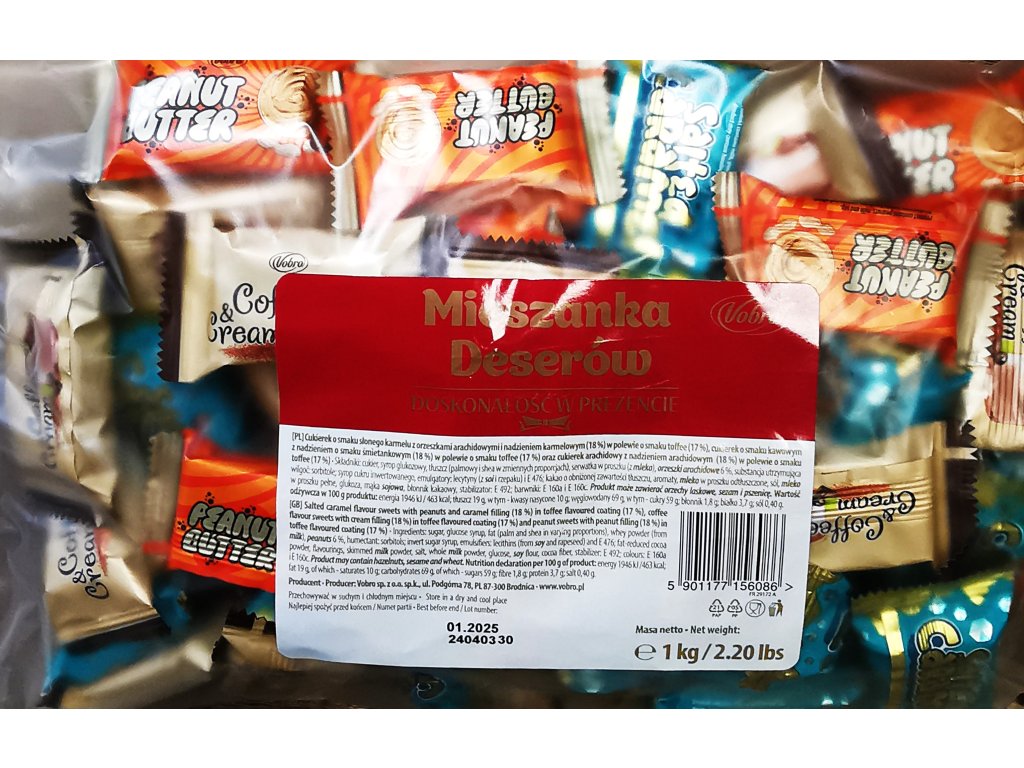 PEANUT
BUTTER
PEANUT
BUTTER
Salted
Caramel
PEANUT
BUTTER
Vobro
Coffee
&Cream
Mieszanka
Deserów
Vobro
DOSKONAŁOŚĆ W PREZENCIE
[PL] Cukierek o smaku słonego karmelu z orzeszkami arachidowymi i nadzieniem karmelowym (18 %) w polewie o smaku toffee (17 %), cukierek o smaku kawowym
z nadzieniem o smaku śmietankowym (18 %) w polewie o smaku toffee (17 %) oraz cukierek arachidowy z nadzieniem arachidowym (18 %) w polewie o smaku
toffee (17 %) - Składniki: cukier, syrop glukozowy, tłuszcz (palmowy i shea w zmiennych proporcjach), serwatka w proszku (z mleka), orzeszki arachidowe 6 %, substancja utrzymująca
wilgoć: sorbitole; syrop cukru inwertowanego, emulgatory: lecytyny (z soi i rzepaku) i E 476; kakao o obniżonej zawartości tłuszczu, aromaty, mleko w proszku odtłuszczone, sól, mleko
w proszku pełne, glukoza, mąka sojowa, błonnik kakaowy, stabilizator: E 492; barwniki: E 160a i E 160c. Produkt może zawierać orzechy laskowe, sezam i pszenicę. Wartość
odżywcza w 100 g produktu: energia 1946 kJ / 463 kcal; tłuszcz 19 g, w tym - kwasy nasycone 10 g; węglowodany 69 g, w tym - cukry 59 g; błonnik 1,8 g; białko 3,7 g; sól 0,40 g.
[GB] Salted caramel flavour sweets with peanuts and caramel filling (18 %) in toffee flavoured coating (17 %), coffee
flavour sweets with cream filling (18 %) in toffee flavoured coating (17 %) and peanut sweets with peanut filling (18 %) in
toffee flavoured coating (17 %) - Ingredients: sugar, glucose syrup, fat (palm and shea in varying proportions), whey powder (from
milk), peanuts 6 %, humectant: sorbitols; invert sugar syrup, emulsifiers: lecithins (from soy and rapeseed) and E 476; fat-reduced cocoa
powder, flavourings, skimmed milk powder, salt, whole milk powder, glucose, soy flour, cocoa fiber, stabilizer: E 492; colours: E 160a
i E 160c. Product may contain hazelnuts, sesame and wheat. Nutrition declaration per 100 g of product: energy 1946 kJ / 463 kcal;
fat 19 g, of which - saturates 10 g; carbohydrates 69 g, of which - sugars 59 g; fibre 1,8 g; protein 3,7 g; salt 0,40 g.
Producent - Producer: Vobro sp. z o.o. sp.k., ul. Podgórna 78, PL 87-300 Brodnica - www.vobro.pl
Przechowywać w suchym i chłodnym miejscu - Store in a dry and cool place
Najlepiej spożyć przed końcem / Numer partii - Best before end / Lot number:
01.2025
240403 30
5 901177 156086 >
FR 29172 A
21
PAP
05
PP
Masa netto - Net weight:
℮ 1 kg / 2.20 lbs
PEANUT
BUTTER
Coffee
&Cream
Coffee
&Cream